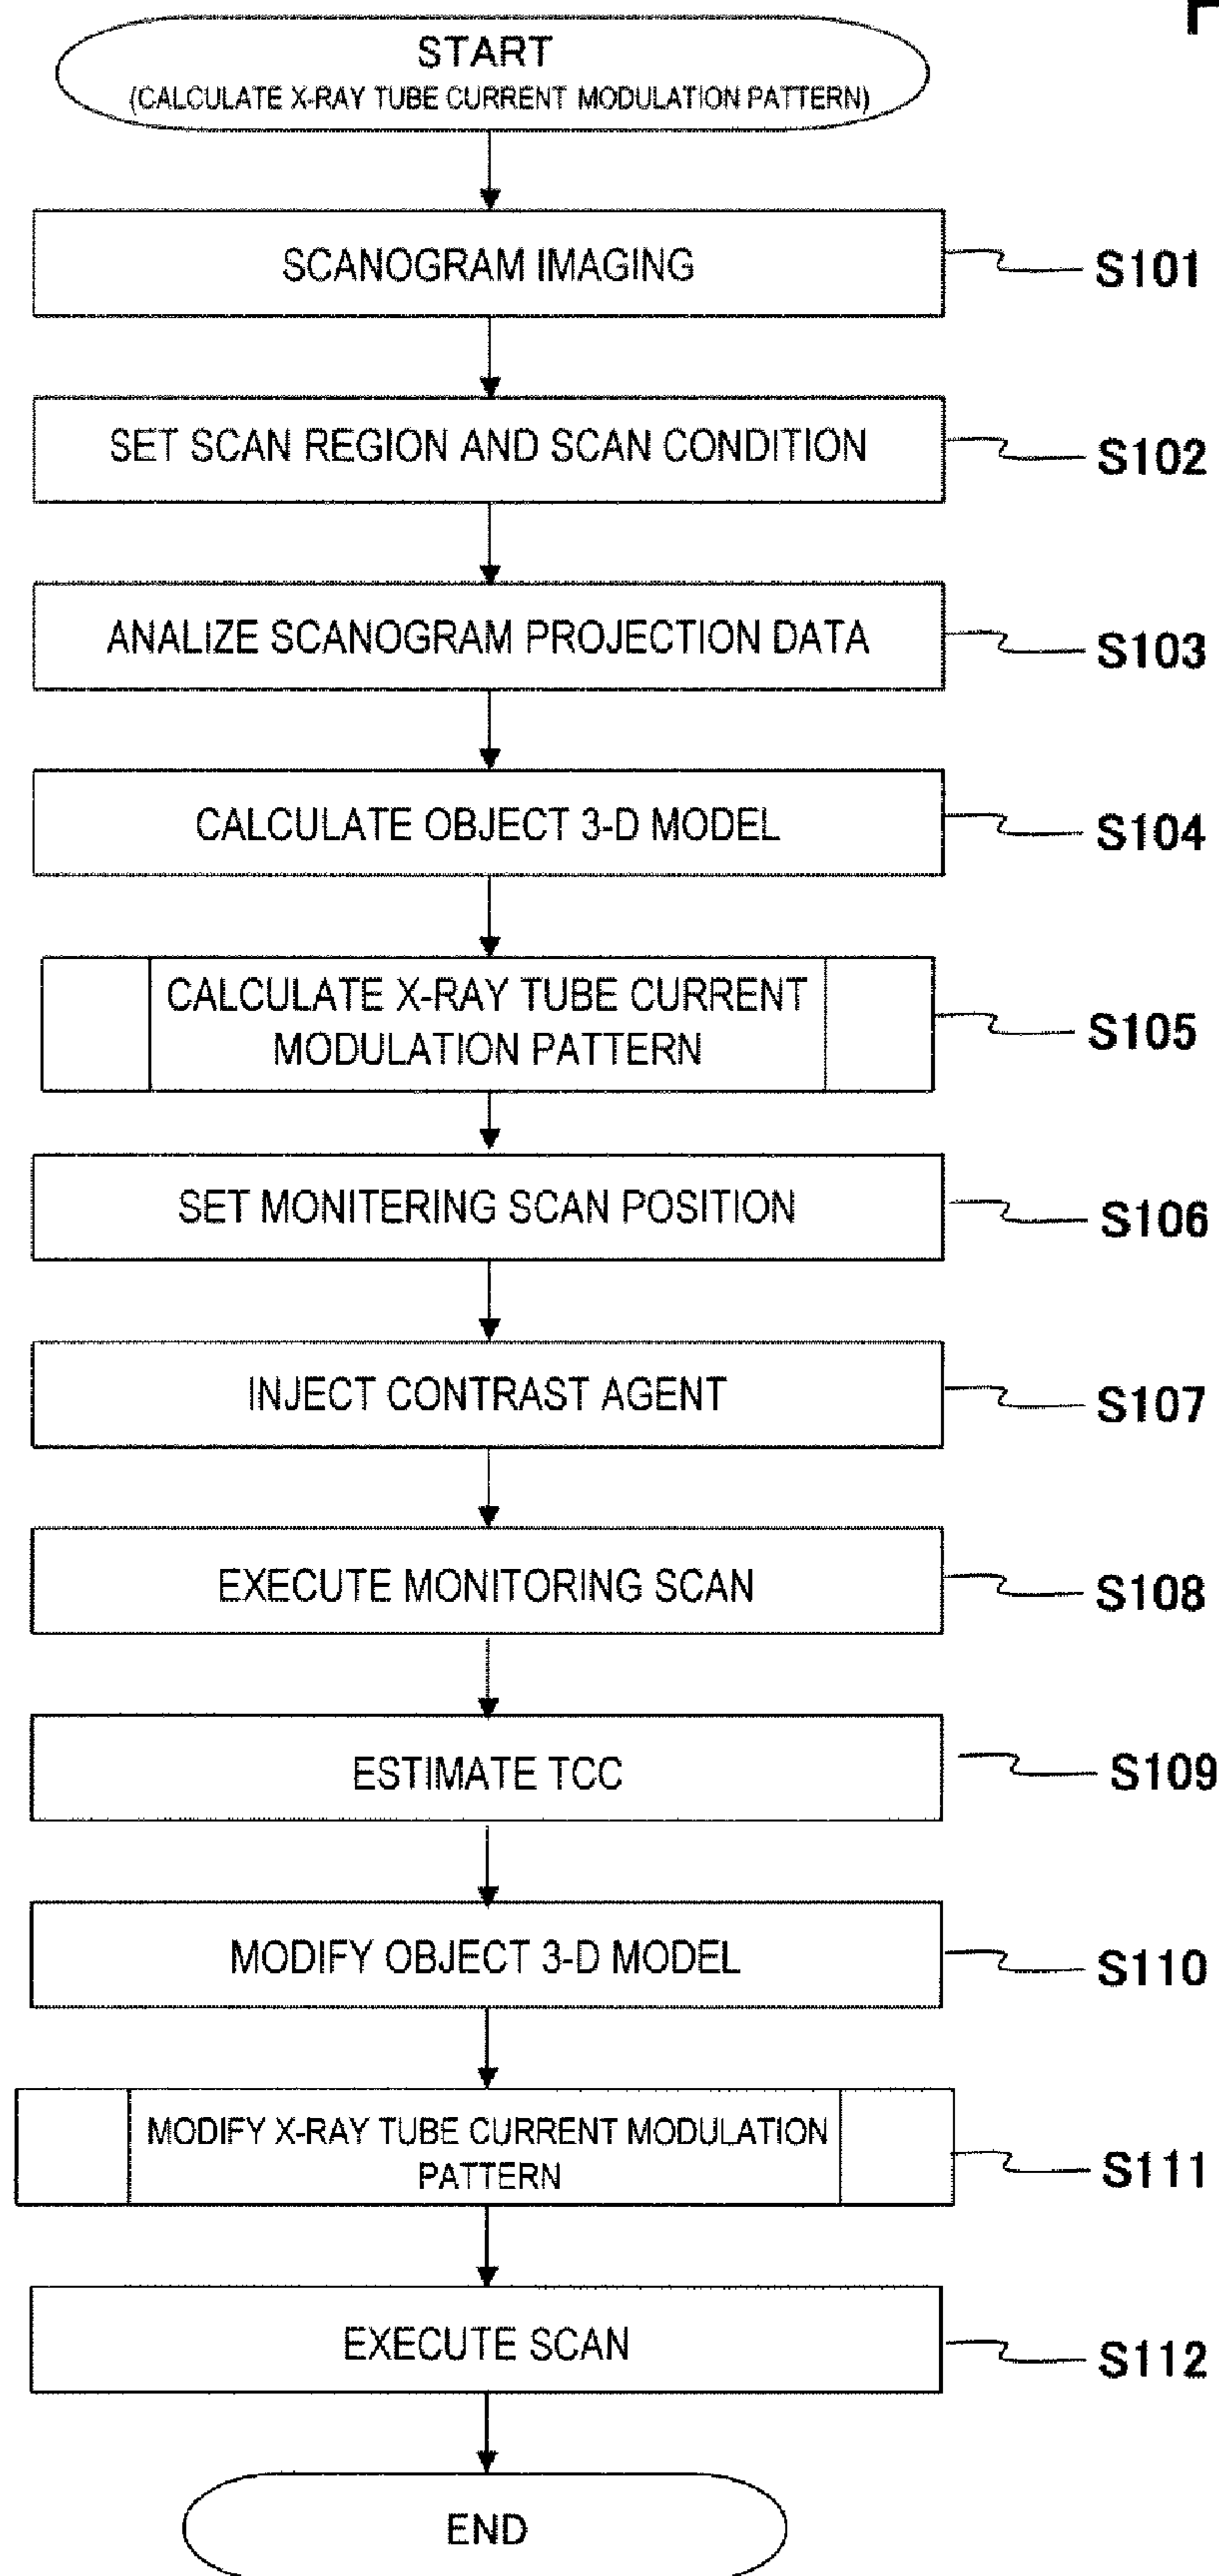 START
(CALCULATE X-RAY TUBE CURRENT MODULATION PATTERN)
SCANOGRAM IMAGING
S101
SET SCAN REGION AND SCAN CONDITION
S102
ANALIZE SCANOGRAM PROJECTION DATA
S103
CALCULATE OBJECT 3-D MODEL
S104
CALCULATE X-RAY TUBE CURRENT
MODULATION PATTERN
S105
SET MONITERING SCAN POSITION
S106
INJECT CONTRAST AGENT
S107
EXECUTE MONITORING SCAN
S108
ESTIMATE TCC
S109
MODIFY OBJECT 3-D MODEL
S110
MODIFY X-RAY TUBE CURRENT MODULATION
PATTERN
S111
EXECUTE SCAN
S112
END